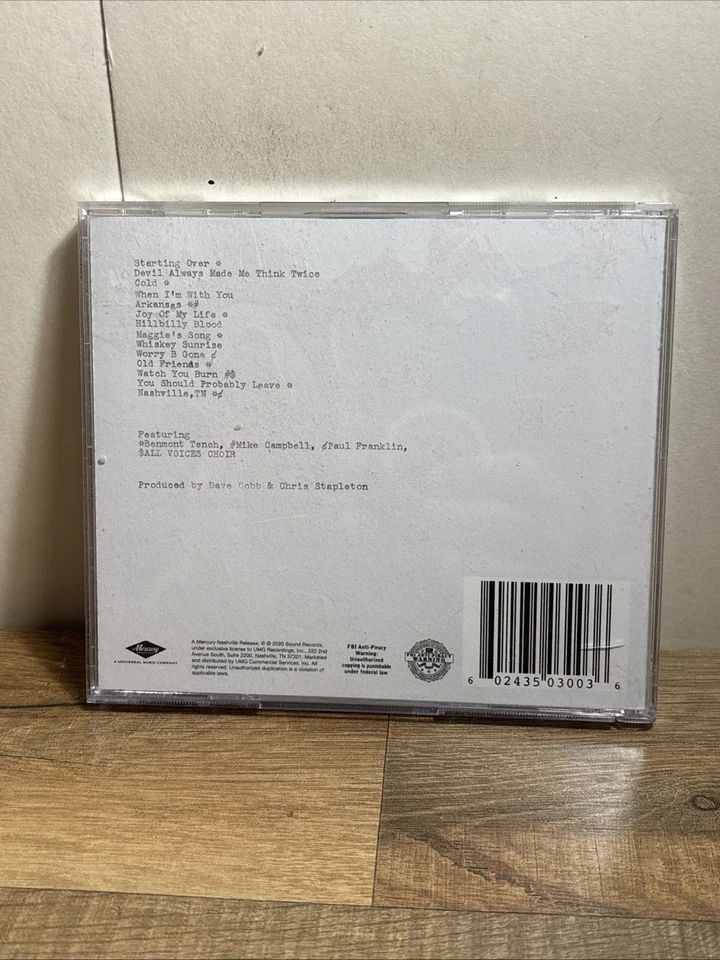 Starting Over *
Devil Always Made Me Think Twice
Cold *
When I'm With You
Arkansas *#
Joy Of My Life *
Hillbilly Blood
Maggie's Song *
Whiskey Sunrise
Worry B Gone ¢
Old Friends *
Watch You Burn #$
You Should Probably Leave *
Nashville,TN *¢
Featuring
*Benmont Tench, #Mike Campbell, ¢Paul Franklin,
$ALL VOICES CHOIR
Produced by Dave Cobb & Chris Stapleton
Mercury
A UNIVERSAL MUSIC COMPANY
A Mercury Nashville Release; ℗ © 2020 Sound Records,
under exclusive license to UMG Recordings, Inc., 222 2nd
Avenue South, Suite 2200, Nashville, TN 37201. Marketed
and distributed by UMG Commercial Services, Inc. All
rights reserved. Unauthorized duplication is a violation of
applicable laws.
FBI Anti-Piracy
Warning:
Unauthorized
copying is punishable
under federal law.
FBI ANTI-PIRACY
WARNING
6 02435 03003 6